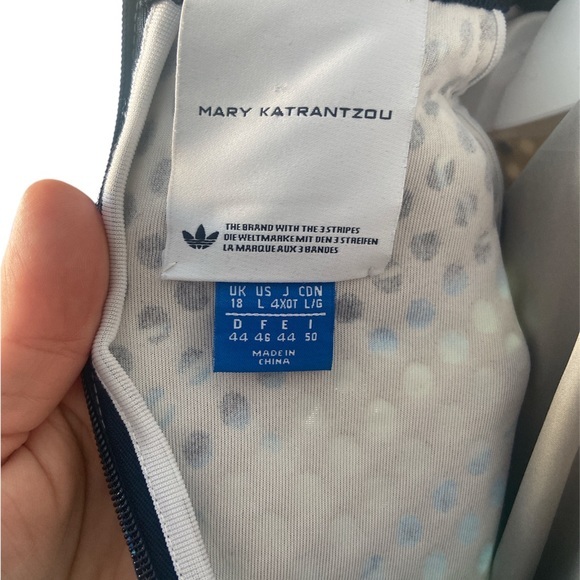 MARY KATRANTZOU
THE BRAND WITH THE 3 STRIPES
DIE WELTMARKE MIT DEN 3 STREIFEN
LA MARQUE AUX 3 BANDES
UK US J CDN
18 L 4XOT L/G
D F E I
44 46 44 50
MADE IN
CHINA